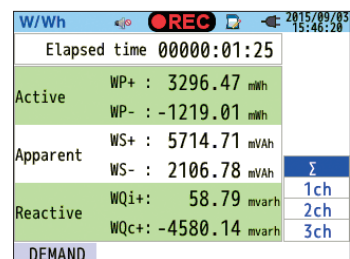 W/Wh REC 2015/09/03
15:46:20
Elapsed time 00000:01:25
Active WP+ : 3296.47 mWh
WP- : -1219.01 mWh
Apparent WS+ : 5714.71 mVAh
WS- : 2106.78 mVAh
Reactive WQi+: 58.79 mvarh
WQc+: -4580.14 mvarh
Σ
1ch
2ch
3ch
DEMAND